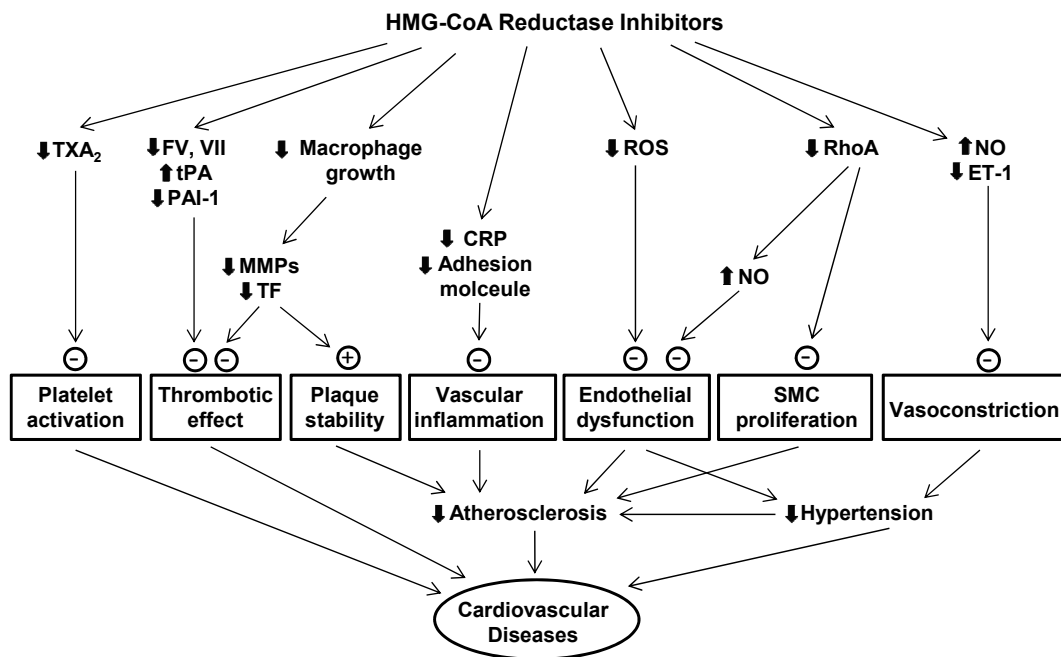 HMG-CoA Reductase Inhibitors
⬇TXA₂
⬇FV, VII
⬆tPA
⬇PAI-1
⬇ Macrophage
growth
⬇ROS
⬇RhoA
⬆NO
⬇ET-1
⬇MMPs
⬇TF
⬇ CRP
⬇Adhesion
molceule
⬆NO
- - - + - - - - -
Platelet
activation
Thrombotic
effect
Plaque
stability
Vascular
inflammation
Endothelial
dysfunction
SMC
proliferation
Vasoconstriction
⬇Atherosclerosis
⬇Hypertension
Cardiovascular
Diseases